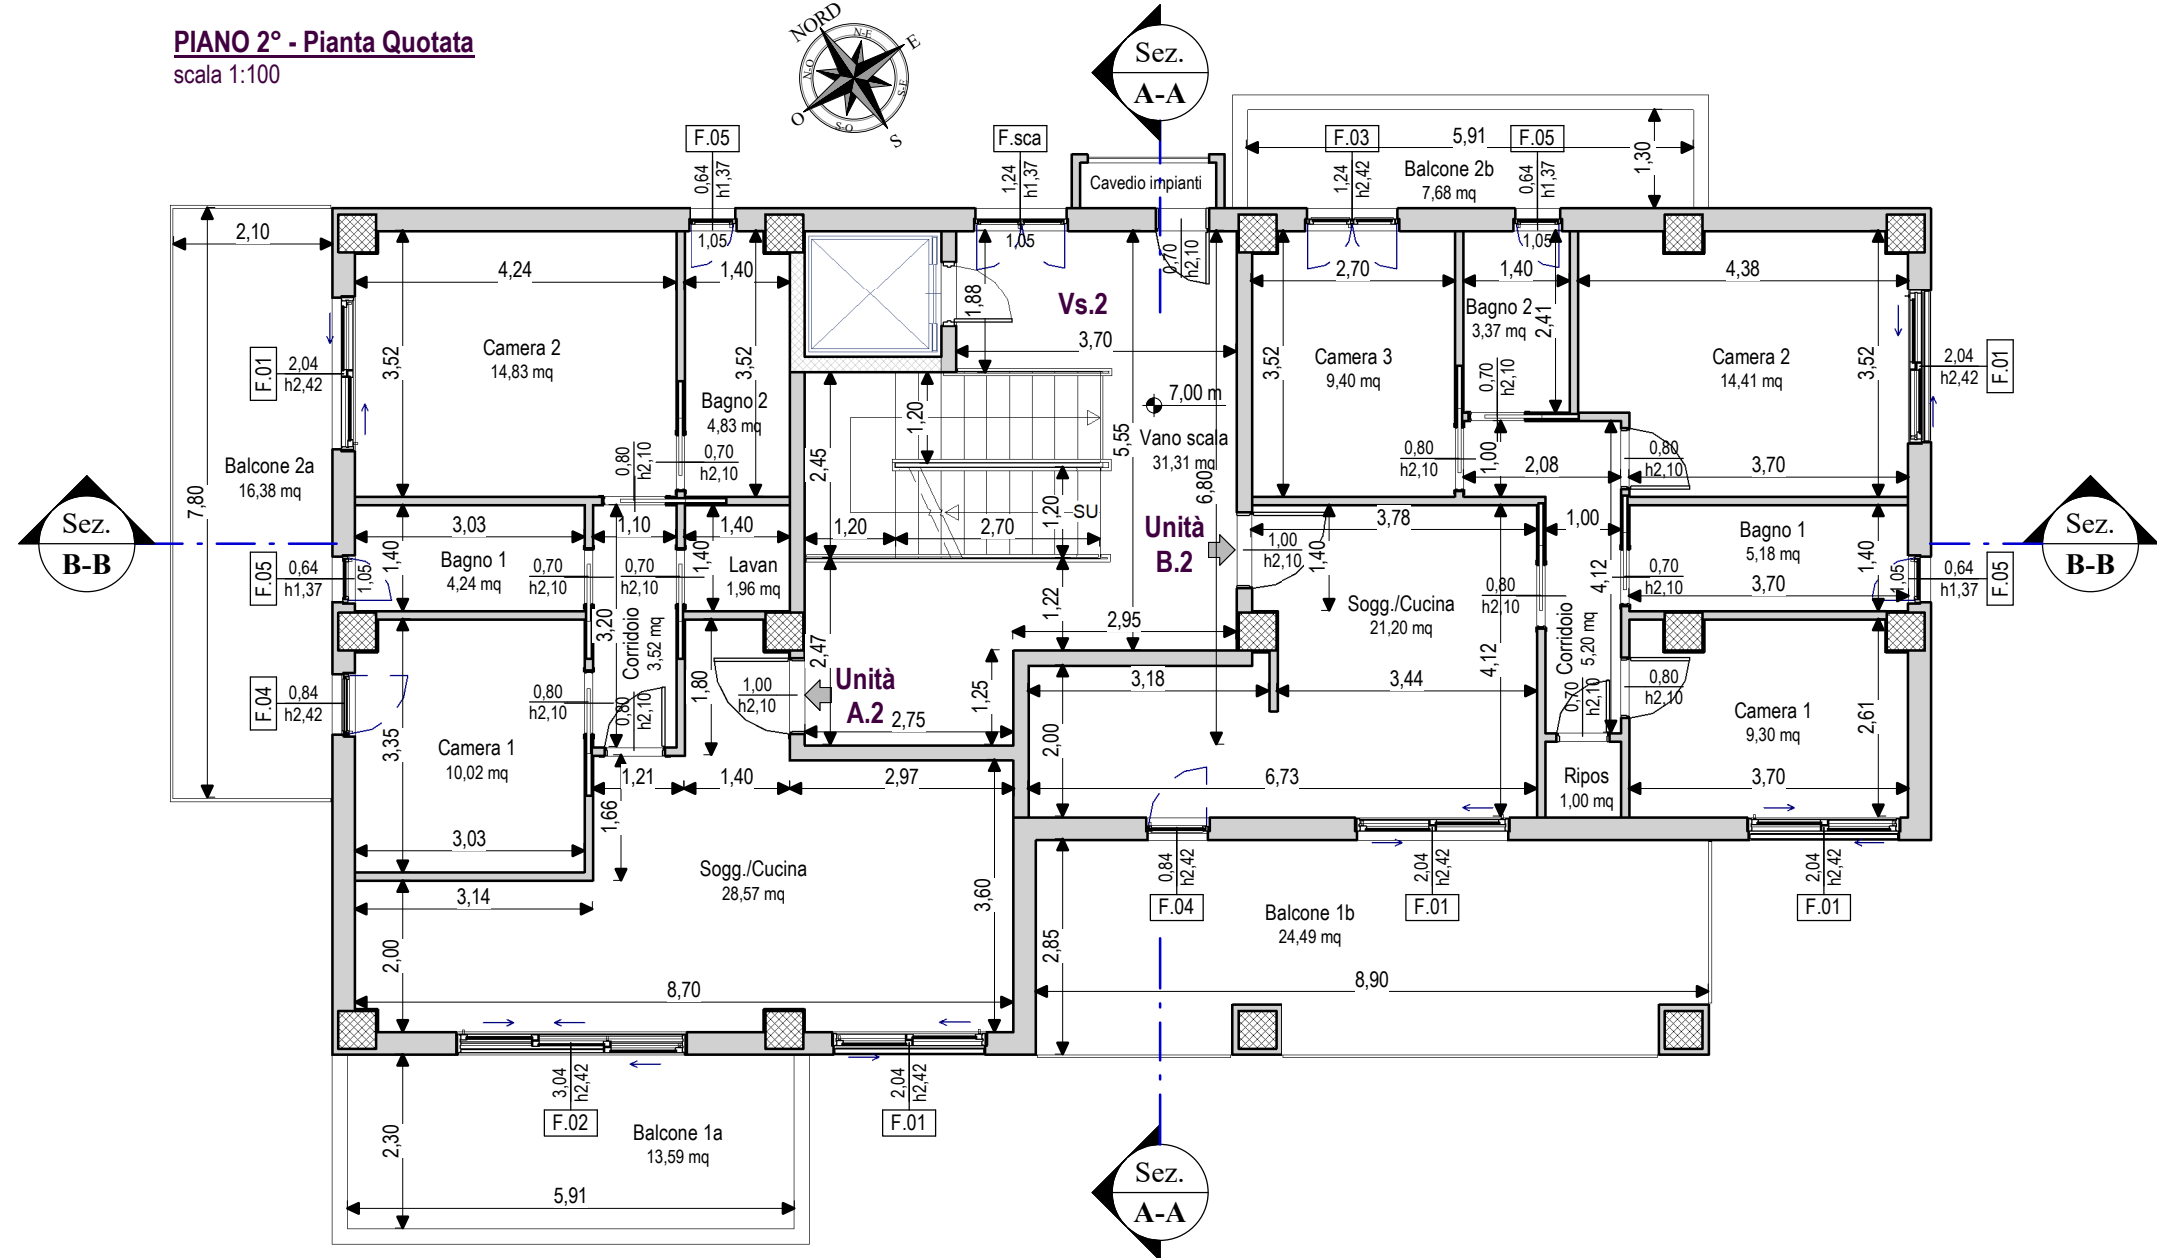 PIANO 2° - Pianta Quotata
scala 1:100
NORD
N-E
E
S-E
S
S-O
O
N-O
Sez.
A-A
F.05
0,64
h1,37
F.sca
1,24
h1,37
Cavedio impianti
5,91
1,30
F.03
1,24
h2,42
F.05
0,64
h1,37
Balcone 2b
7,68 mq
2,10
4,24
1,05
1,40
1,05
0,70
h2,10
2,70
1,40
1,05
4,38
1,88
Vs.2
3,70
Camera 2
14,83 mq
3,52
3,52
Bagno 2
4,83 mq
Camera 3
9,40 mq
3,52
Bagno 2
3,37 mq
2,41
Camera 2
14,41 mq
3,52
F.01
2,04
h2,42
2,04
h2,42
F.01
7,00 m
Vano scala
31,31 mq
5,55
6,80
1,20
2,45
0,80
h2,10
0,70
h2,10
0,80
h2,10
0,70
h2,10
1,00
2,08
0,80
h2,10
3,70
Balcone 2a
16,38 mq
7,80
Sez.
B-B
3,03
1,10
1,40
1,20
2,70
1,20
SU
Unità
B.2
1,00
h2,10
1,40
3,78
1,00
Bagno 1
5,18 mq
1,40
Sez.
B-B
Bagno 1
4,24 mq
1,40
0,70
h2,10
0,70
h2,10
1,40
Lavan
1,96 mq
F.05
0,64
h1,37
1,05
0,80
h2,10
4,12
0,70
h2,10
3,70
1,05
0,64
h1,37
F.05
1,22
2,95
Sogg./Cucina
21,20 mq
3,20
Corridoio
3,52 mq
1,80
2,47
1,00
h2,10
Unità
A.2
1,25
2,75
3,18
3,44
4,12
Corridoio
5,20 mq
0,70
h2,10
0,80
h2,10
Camera 1
9,30 mq
2,61
F.04
0,84
h2,42
0,80
h2,10
0,80
h2,10
Camera 1
10,02 mq
3,35
2,00
1,21
1,40
2,97
6,73
Ripos
1,00 mq
3,70
1,66
3,03
Sogg./Cucina
28,57 mq
3,14
3,60
2,00
8,70
0,84
h2,42
F.04
2,04
h2,42
F.01
2,04
h2,42
F.01
Balcone 1b
24,49 mq
2,85
8,90
3,04
h2,42
F.02
2,04
h2,42
F.01
Balcone 1a
13,59 mq
2,30
5,91
Sez.
A-A